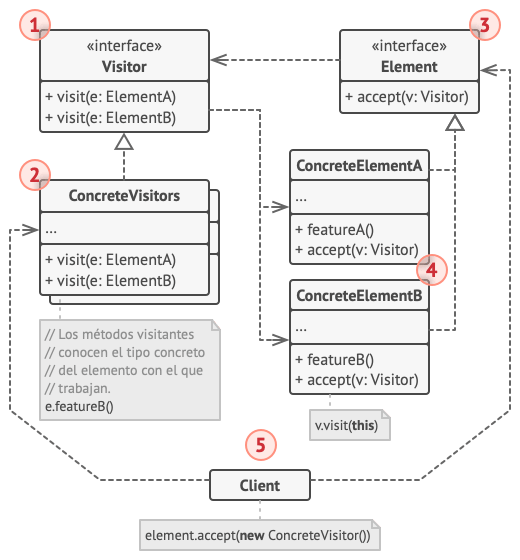 1
«interface»
Visitor
+ visit(e: ElementA)
+ visit(e: ElementB)
3
«interface»
Element
+ accept(v: Visitor)
2
ConcreteVisitors
...
+ visit(e: ElementA)
+ visit(e: ElementB)
// Los métodos visitantes
// conocen el tipo concreto
// del elemento con el que
// trabajan.
e.featureB()
ConcreteElementA
...
+ featureA()
+ accept(v: Visitor)
4
ConcreteElementB
...
+ featureB()
+ accept(v: Visitor)
v.visit(this)
5
Client
element.accept(new ConcreteVisitor())